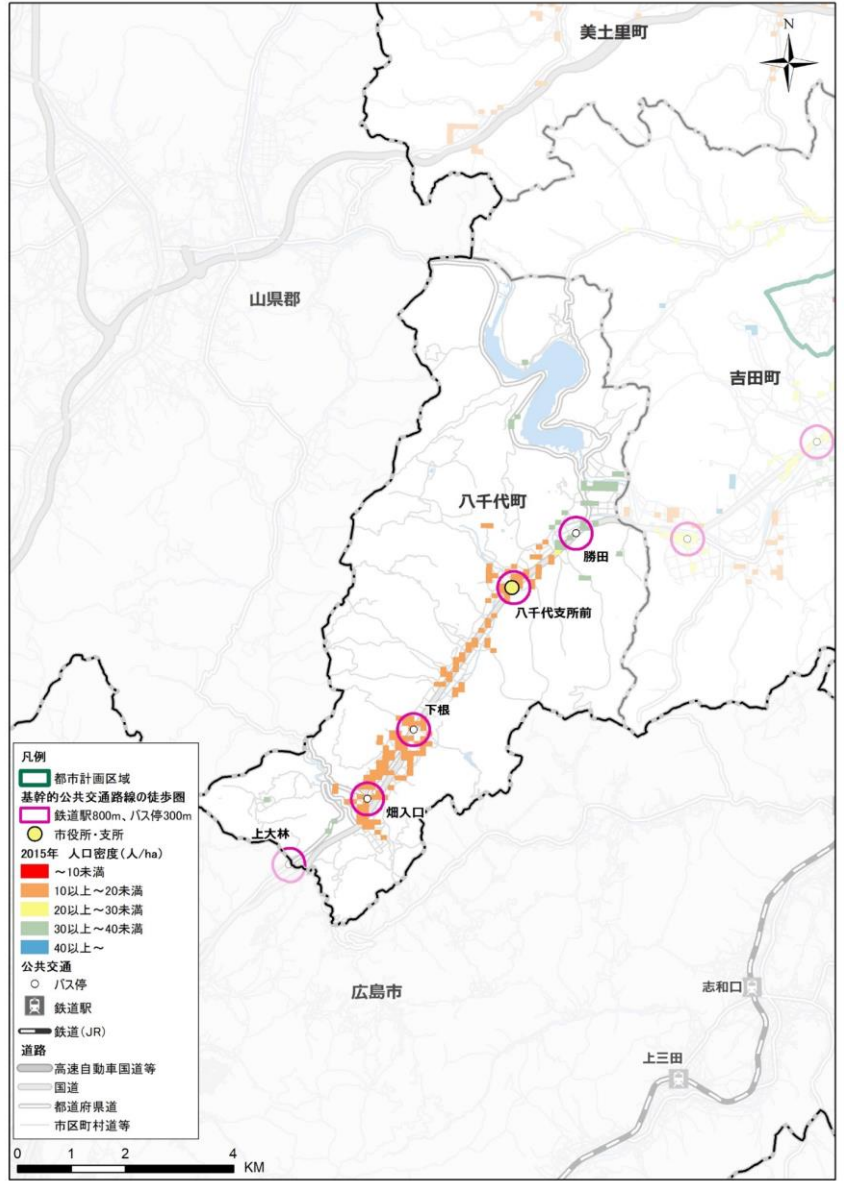 美土里町
N
山県郡
吉田町
八千代町
勝田
八千代支所前
下根
畑入口
上大林
広島市
志和口
上三田
凡例
都市計画区域
基幹的公共交通路線の徒歩圏
鉄道駅800m、バス停300m
市役所・支所
2015年 人口密度(人/ha)
～10未満
10以上～20未満
20以上～30未満
30以上～40未満
40以上～
公共交通
バス停
鉄道駅
鉄道(JR)
道路
高速自動車国道等
国道
都道府県道
市区町村道等
0 1 2 4
KM